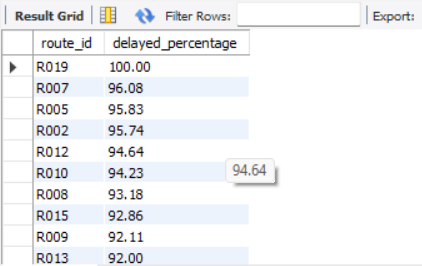 Result Grid Filter Rows: Export:
route_id delayed_percentage
R019 100.00
R007 96.08
R005 95.83
R002 95.74
R012 94.64
R010 94.23
94.64
R008 93.18
R015 92.86
R009 92.11
R013 92.00